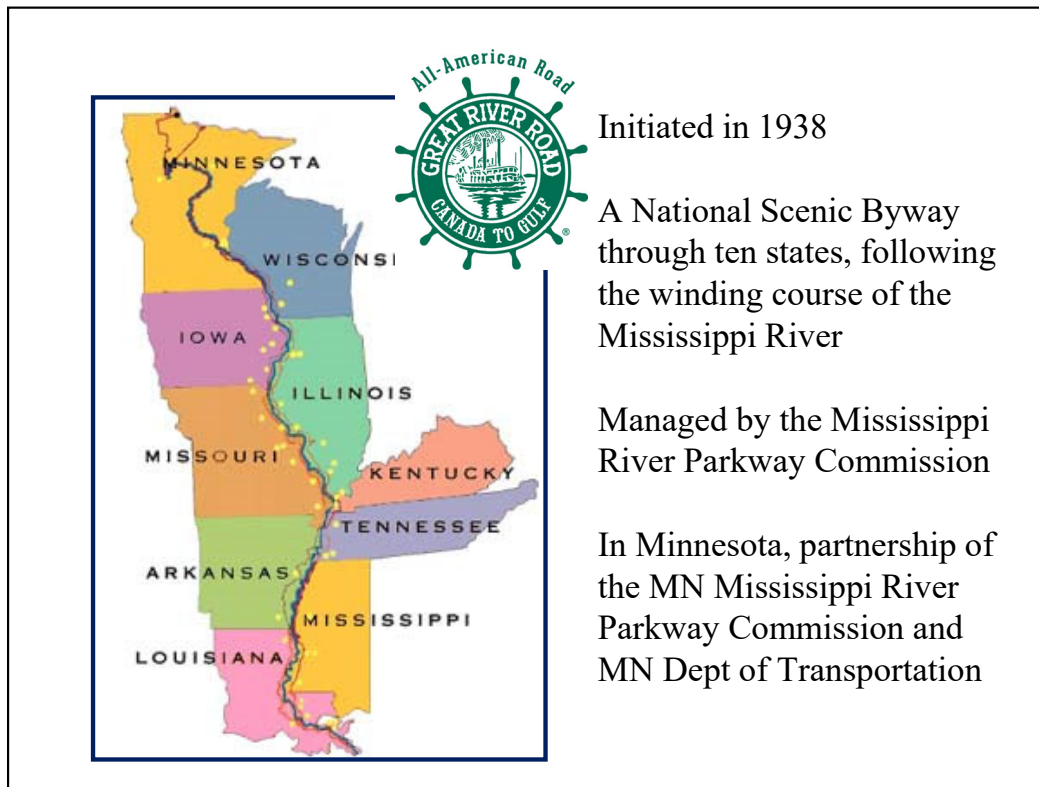 All-American Road
GREAT RIVER ROAD
CANADA TO GULF
®
MINNESOTA
WISCONSI
IOWA
ILLINOIS
MISSOURI
KENTUCKY
TENNESSEE
ARKANSAS
MISSISSIPPI
LOUISIANA
Initiated in 1938
A National Scenic Byway
through ten states, following
the winding course of the
Mississippi River
Managed by the Mississippi
River Parkway Commission
In Minnesota, partnership of
the MN Mississippi River
Parkway Commission and
MN Dept of Transportation